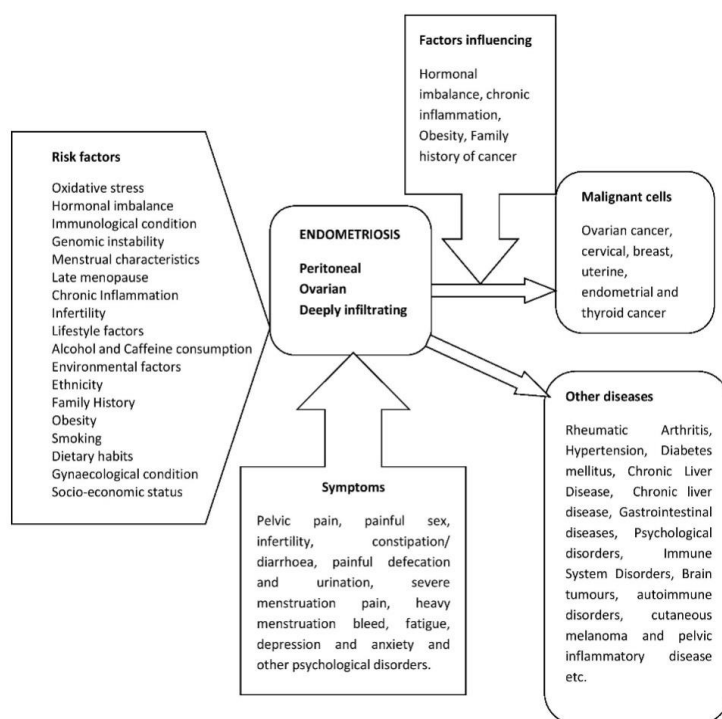 Factors influencing
Hormonal
imbalance, chronic
inflammation,
Obesity, Family
history of cancer
Risk factors
Oxidative stress
Hormonal imbalance
Immunological condition
Genomic instability
Menstrual characteristics
Late menopause
Chronic Inflammation
Infertility
Lifestyle factors
Alcohol and Caffeine consumption
Environmental factors
Ethnicity
Family History
Obesity
Smoking
Dietary habits
Gynaecological condition
Socio-economic status
ENDOMETRIOSIS
Peritoneal
Ovarian
Deeply infiltrating
Malignant cells
Ovarian cancer,
cervical, breast,
uterine,
endometrial and
thyroid cancer
Symptoms
Pelvic pain, painful sex,
infertility, constipation/
diarrhoea, painful defecation
and urination, severe
menstruation pain, heavy
menstruation bleed, fatigue,
depression and anxiety and
other psychological disorders.
Other diseases
Rheumatic Arthritis,
Hypertension, Diabetes
mellitus, Chronic Liver
Disease, Chronic liver
disease, Gastrointestinal
diseases, Psychological
disorders, Immune
System Disorders, Brain
tumours, autoimmune
disorders, cutaneous
melanoma and pelvic
inflammatory disease
etc.